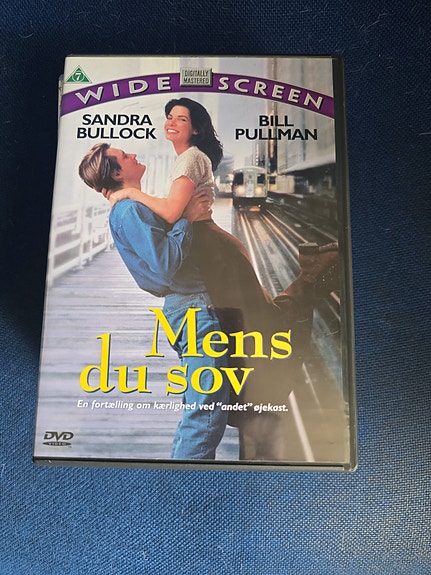 7
DIGITALLY
MASTERED
WIDE SCREEN
SANDRA
BULLOCK
BILL
PULLMAN
Mens
du sov
En fortælling om kærlighed ved "andet" øjekast.
DVD
VIDEO